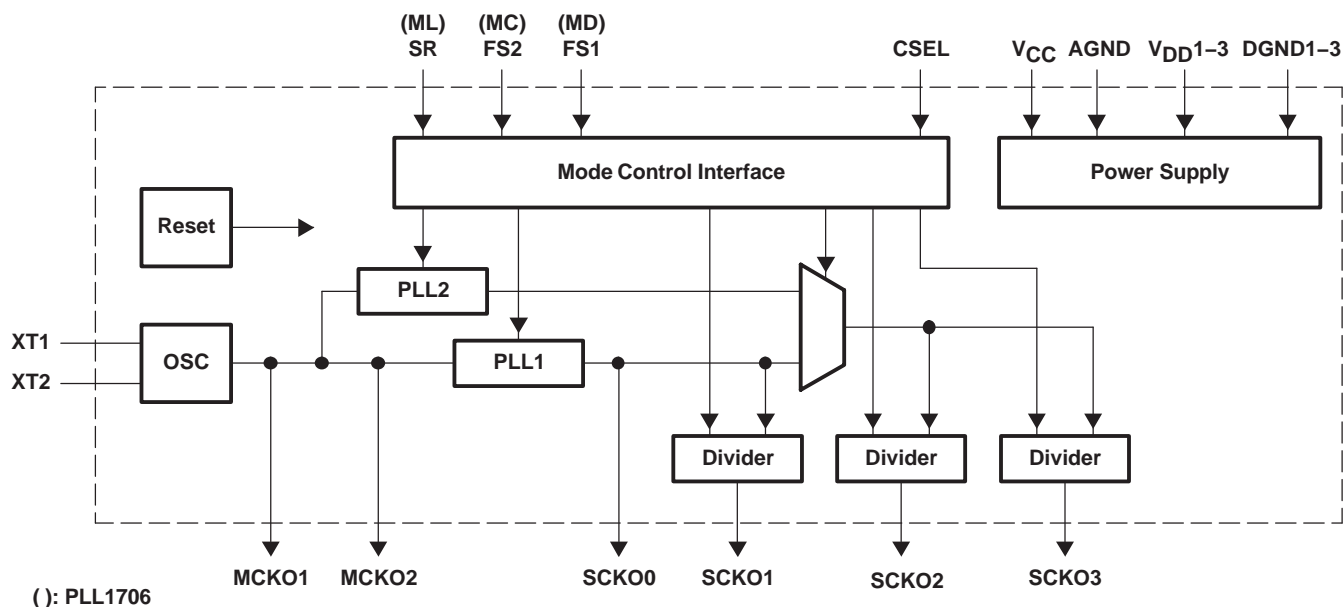 (ML) (MC) (MD)
SR FS2 FS1 CSEL VCC AGND VDD1–3 DGND1–3
Mode Control Interface
Power Supply
Reset
PLL2
XT1
OSC
PLL1
XT2
Divider Divider Divider
MCKO1 MCKO2 SCKO0 SCKO1 SCKO2 SCKO3
( ): PLL1706